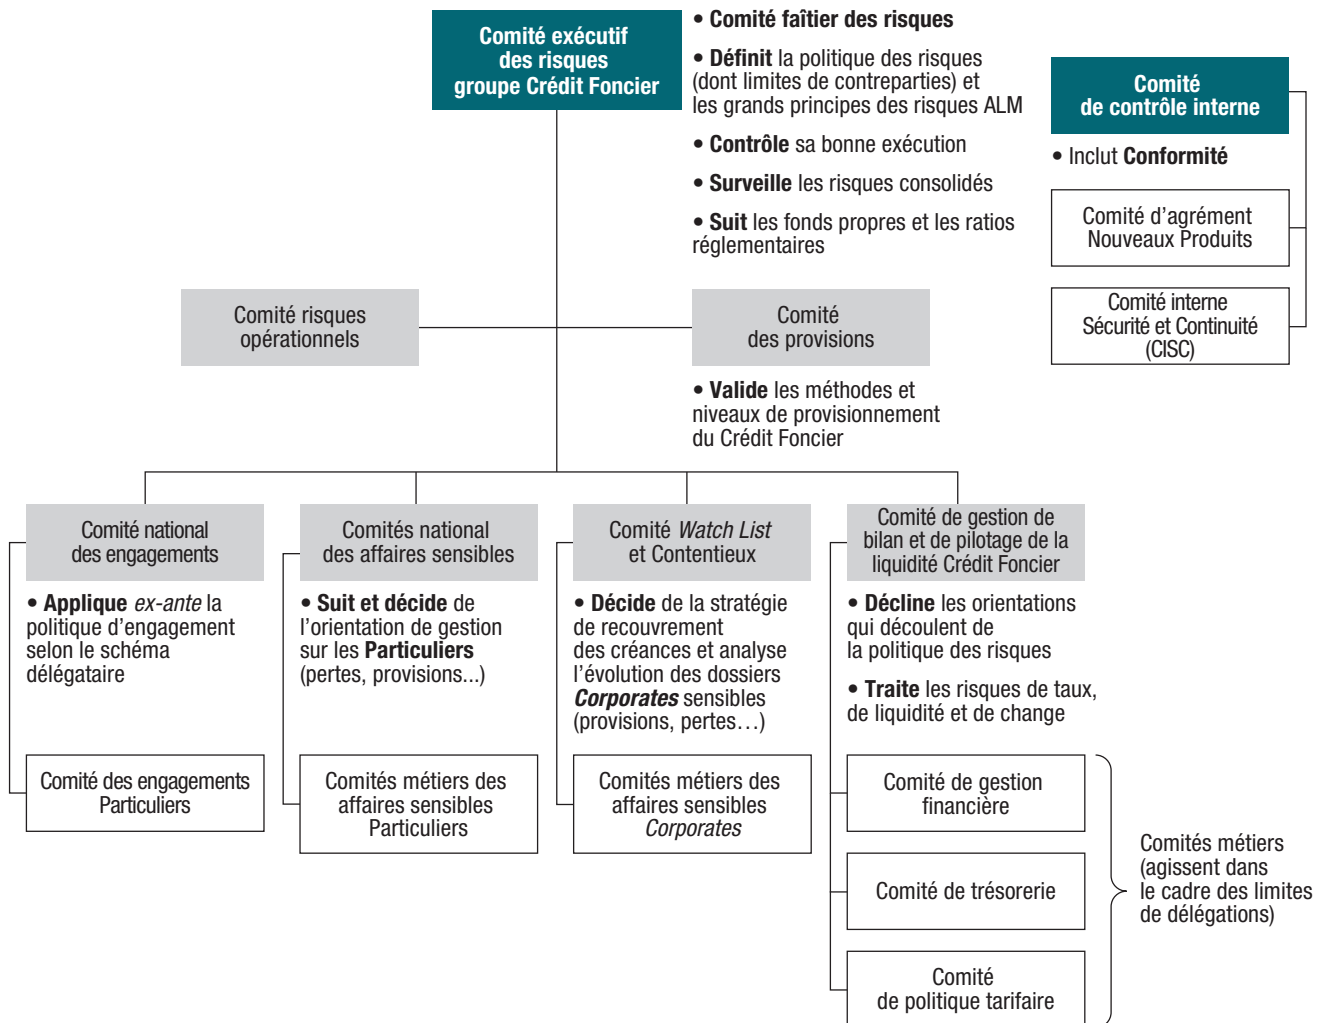 Comité exécutif
des risques
groupe Crédit Foncier
• Comité faîtier des risques
• Définit la politique des risques
(dont limites de contreparties) et
les grands principes des risques ALM
• Contrôle sa bonne exécution
• Surveille les risques consolidés
• Suit les fonds propres et les ratios
réglementaires
Comité
de contrôle interne
• Inclut Conformité
Comité d'agrément
Nouveaux Produits
Comité interne
Sécurité et Continuité
(CISC)
Comité risques
opérationnels
Comité
des provisions
• Valide les méthodes et
niveaux de provisionnement
du Crédit Foncier
Comité national
des engagements
• Applique ex-ante la
politique d'engagement
selon le schéma
délégataire
Comité des engagements
Particuliers
Comités national
des affaires sensibles
• Suit et décide de
l'orientation de gestion
sur les Particuliers
(pertes, provisions...)
Comités métiers des
affaires sensibles
Particuliers
Comité Watch List
et Contentieux
• Décide de la stratégie
de recouvrement
des créances et analyse
l'évolution des dossiers
Corporates sensibles
(provisions, pertes…)
Comités métiers des
affaires sensibles
Corporates
Comité de gestion de
bilan et de pilotage de la
liquidité Crédit Foncier
• Décline les orientations
qui découlent de
la politique des risques
• Traite les risques de taux,
de liquidité et de change
Comité de gestion
financière
Comité de trésorerie
Comité
de politique tarifaire
Comités métiers
(agissent dans
le cadre des limites
de délégations)